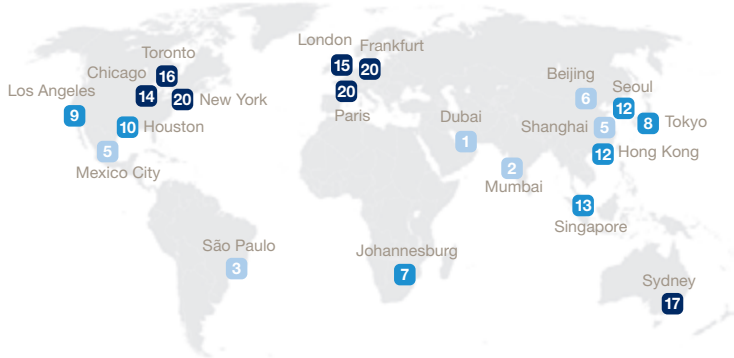 London
Frankfurt
Toronto
15
20
Chicago
16
Beijing
Seoul
Los Angeles
14
20
New York
20
6
12
9
Paris
Dubai
Shanghai
5
8
Tokyo
10
Houston
1
12
Hong Kong
5
2
Mexico City
Mumbai
13
Singapore
São Paulo
Johannesburg
3
7
Sydney
17